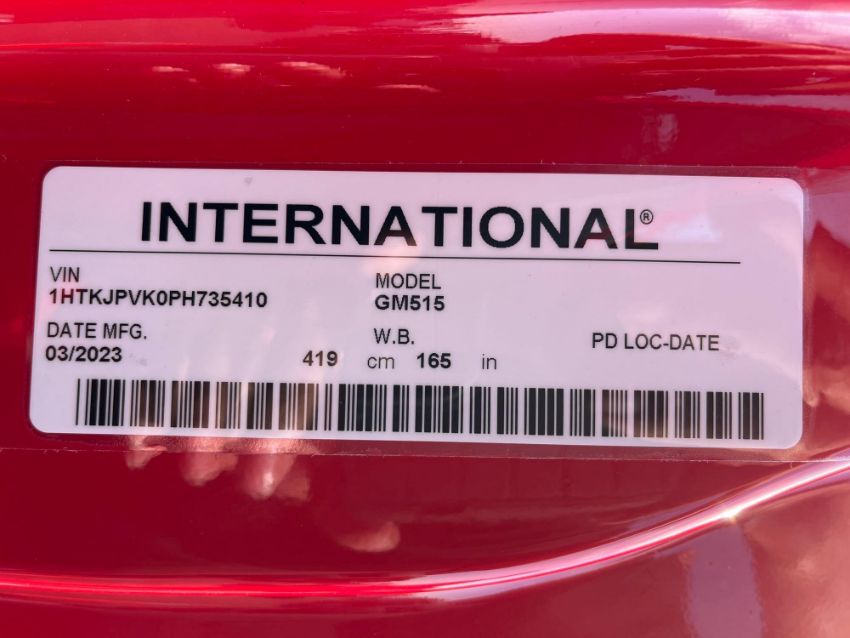 INTERNATIONAL®
VIN MODEL
1HTKJPVK0PH735410 GM515
DATE MFG. W.B. PD LOC-DATE
03/2023 419 cm 165 in